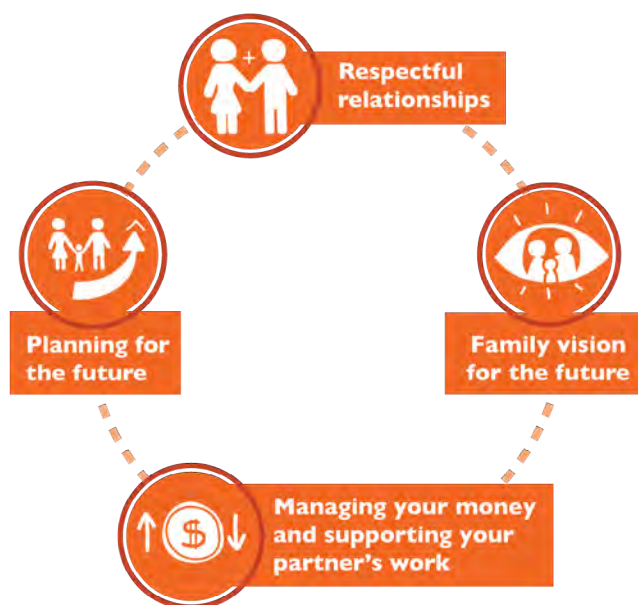 Respectful
relationships
Planning for
the future
Family vision
for the future
$
Managing your money
and supporting your
partner's work